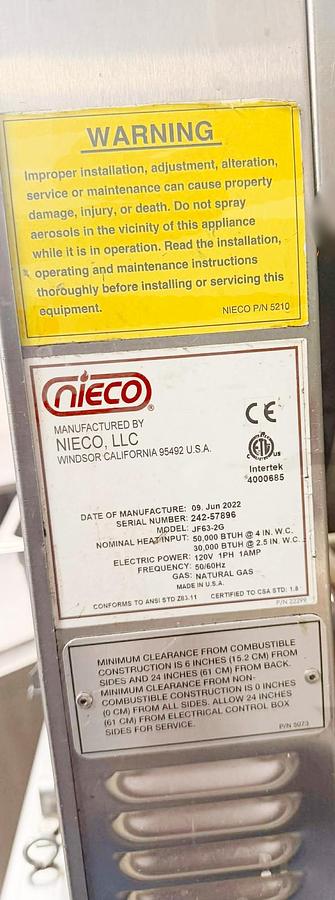 WARNING
Improper installation, adjustment, alteration,
service or maintenance can cause property
damage, injury, or death. Do not spray
aerosols in the vicinity of this appliance
while it is in operation. Read the installation,
operating and maintenance instructions
thoroughly before installing or servicing this
equipment.
NIECO P/N 5210
nieco®
MANUFACTURED BY
NIECO, LLC
WINDSOR CALIFORNIA 95492 U.S.A.
CE
ETL
C US
Intertek
4000685
DATE OF MANUFACTURE: 09. Jun 2022
SERIAL NUMBER: 242-57896
MODEL: JF63-2G
NOMINAL HEAT INPUT: 50,000 BTUH @ 4 IN. W.C.
30,000 BTUH @ 2.5 IN. W.C.
ELECTRIC POWER: 120V 1PH 1AMP
FREQUENCY: 50/60Hz
GAS: NATURAL GAS
MADE IN U.S.A.
CONFORMS TO ANSI STD Z83.11 CERTIFIED TO CSA STD: 1.8
P/N 22299
MINIMUM CLEARANCE FROM COMBUSTIBLE
CONSTRUCTION IS 6 INCHES (15.2 CM) FROM
SIDES AND 24 INCHES (61 CM) FROM BACK.
MINIMUM CLEARANCE FROM NON-
COMBUSTIBLE CONSTRUCTION IS 0 INCHES
(0 CM) FROM ALL SIDES. ALLOW 24 INCHES
(61 CM) FROM ELECTRICAL CONTROL BOX
SIDES FOR SERVICE.
P/N 5073